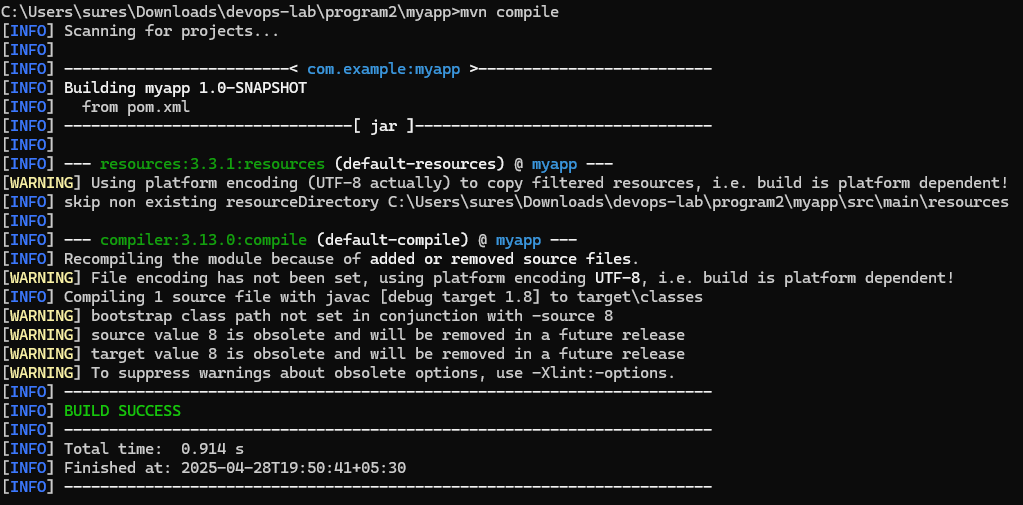 C:\Users\sures\Downloads\devops-lab\program2\myapp>mvn compile
[INFO] Scanning for projects...
[INFO]
[INFO] -------------------------< com.example:myapp >--------------------------
[INFO] Building myapp 1.0-SNAPSHOT
[INFO]   from pom.xml
[INFO] --------------------------------[ jar ]---------------------------------
[INFO]
[INFO] --- resources:3.3.1:resources (default-resources) @ myapp ---
[WARNING] Using platform encoding (UTF-8 actually) to copy filtered resources, i.e. build is platform dependent!
[INFO] skip non existing resourceDirectory C:\Users\sures\Downloads\devops-lab\program2\myapp\src\main\resources
[INFO]
[INFO] --- compiler:3.13.0:compile (default-compile) @ myapp ---
[INFO] Recompiling the module because of added or removed source files.
[WARNING] File encoding has not been set, using platform encoding UTF-8, i.e. build is platform dependent!
[INFO] Compiling 1 source file with javac [debug target 1.8] to target\classes
[WARNING] bootstrap class path not set in conjunction with -source 8
[WARNING] source value 8 is obsolete and will be removed in a future release
[WARNING] target value 8 is obsolete and will be removed in a future release
[WARNING] To suppress warnings about obsolete options, use -Xlint:-options.
[INFO] ------------------------------------------------------------------------
[INFO] BUILD SUCCESS
[INFO] ------------------------------------------------------------------------
[INFO] Total time:  0.914 s
[INFO] Finished at: 2025-04-28T19:50:41+05:30
[INFO] ------------------------------------------------------------------------